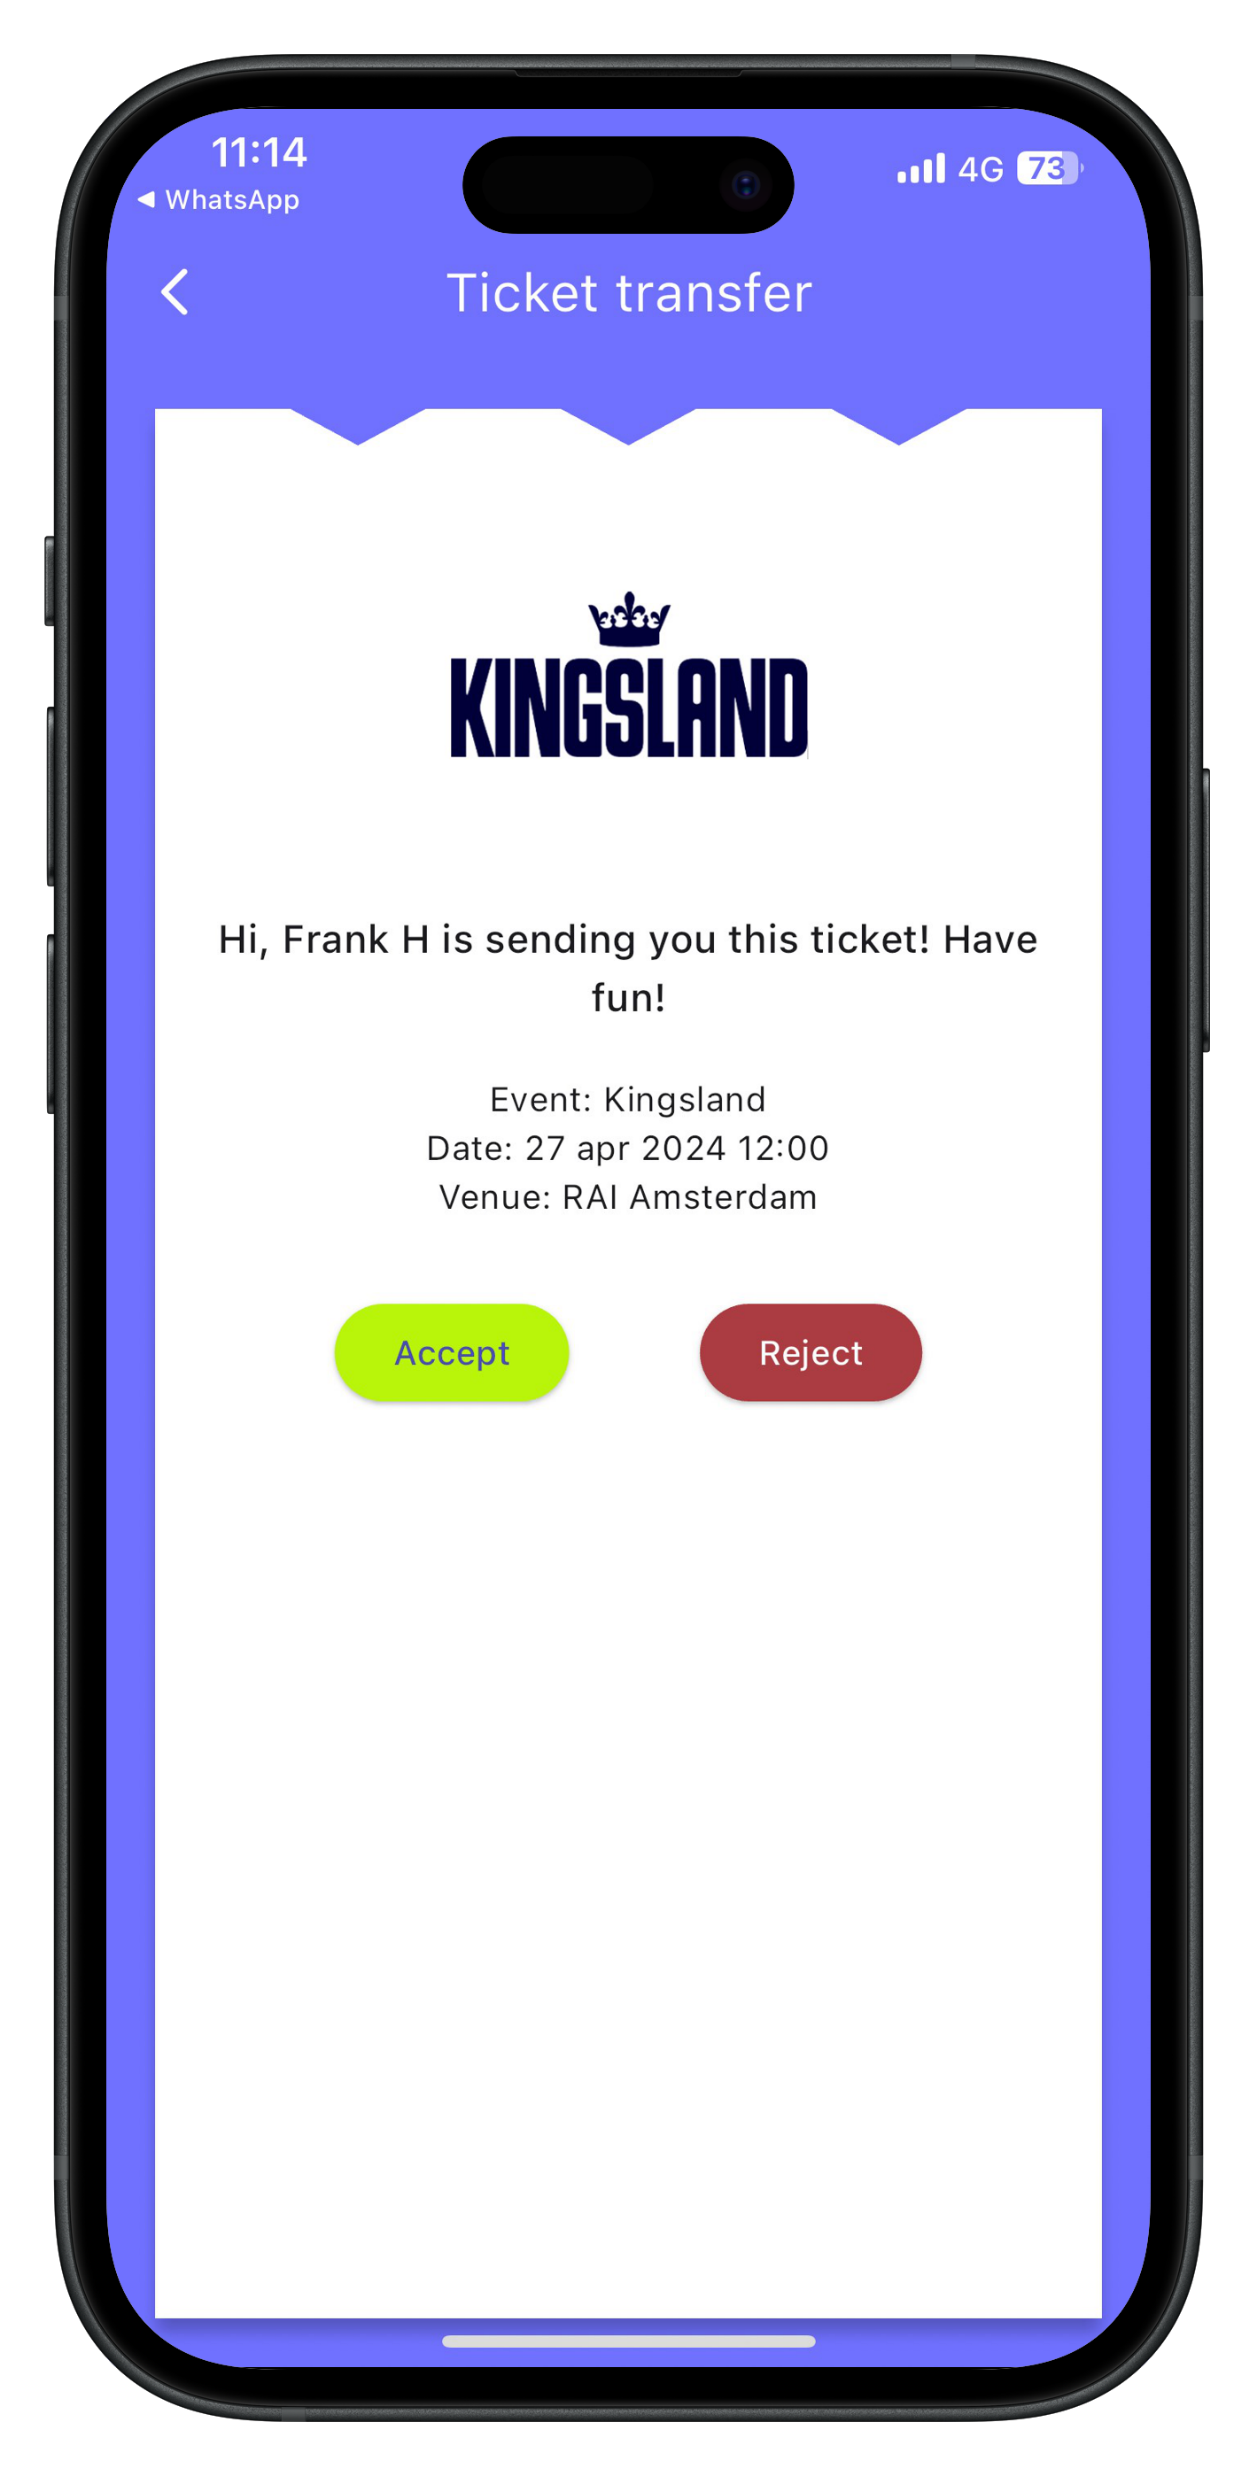 11:14
4G 73
◀ WhatsApp
Ticket transfer
KINGSLAND
Hi, Frank H is sending you this ticket! Have
fun!
Event: Kingsland
Date: 27 apr 2024 12:00
Venue: RAI Amsterdam
Accept
Reject